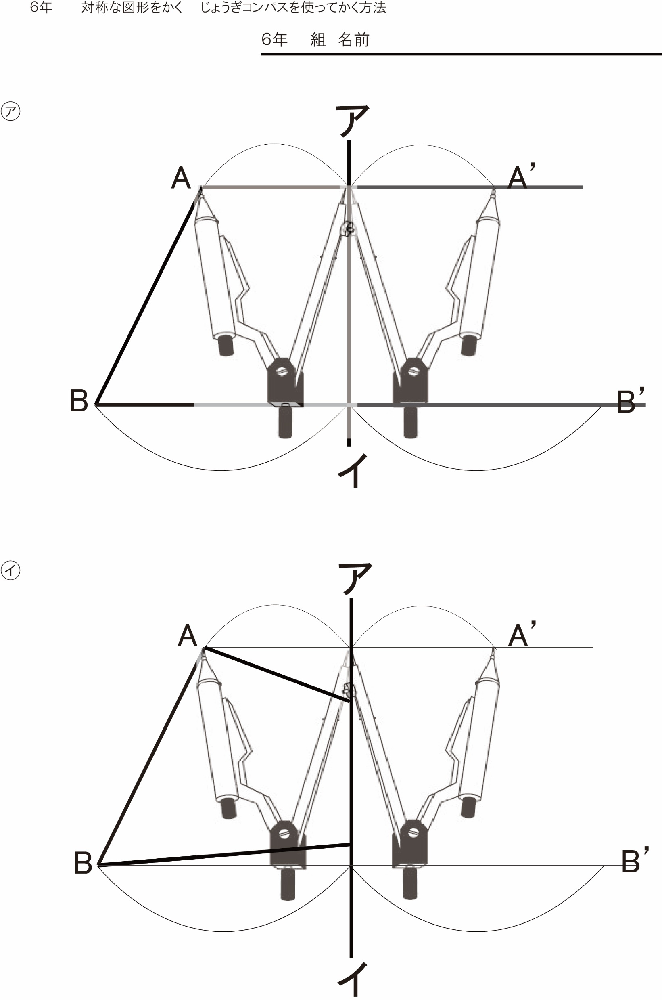 6年 対称な図形をかく じょうぎコンパスを使ってかく方法
6年 組 名前
㋐
ア
A A’
B B’
イ
㋑
ア
A A’
B B’
イ